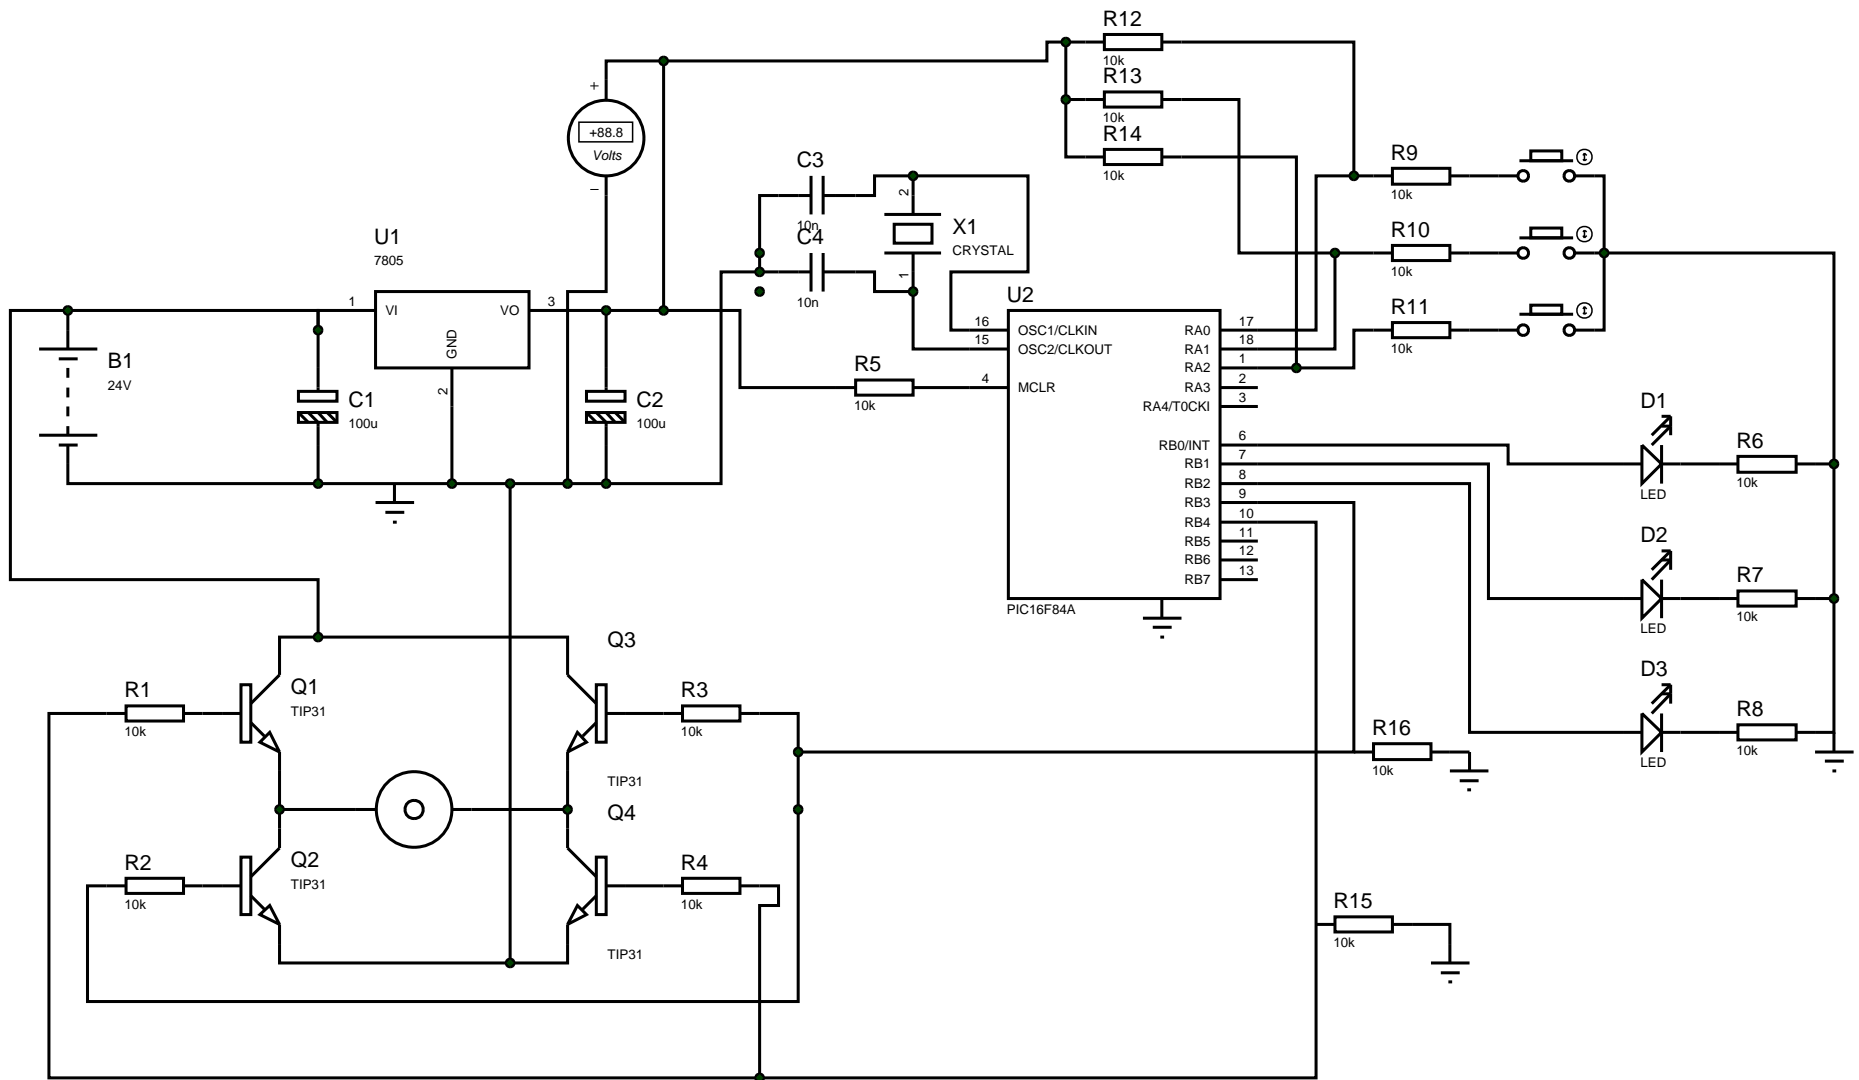 R12
10k
R13
10k
R14
10k
+
+88.8
Volts
−
C3
10n
C4
10n
2
X1
CRYSTAL
1
R9
10k
R10
10k
R11
10k
U1
7805
1
VI
VO
3
GND
2
B1
24V
C1
100u
C2
100u
R5
10k
U2
16
OSC1/CLKIN
15
OSC2/CLKOUT
4
MCLR
RA0
17
RA1
18
RA2
1
RA3
2
RA4/T0CKI
3
RB0/INT
6
RB1
7
RB2
8
RB3
9
RB4
10
RB5
11
RB6
12
RB7
13
PIC16F84A
D1
LED
R6
10k
D2
LED
R7
10k
D3
LED
R8
10k
R1
10k
Q1
TIP31
Q3
TIP31
R3
10k
R16
10k
R2
10k
Q2
TIP31
Q4
TIP31
R4
10k
R15
10k